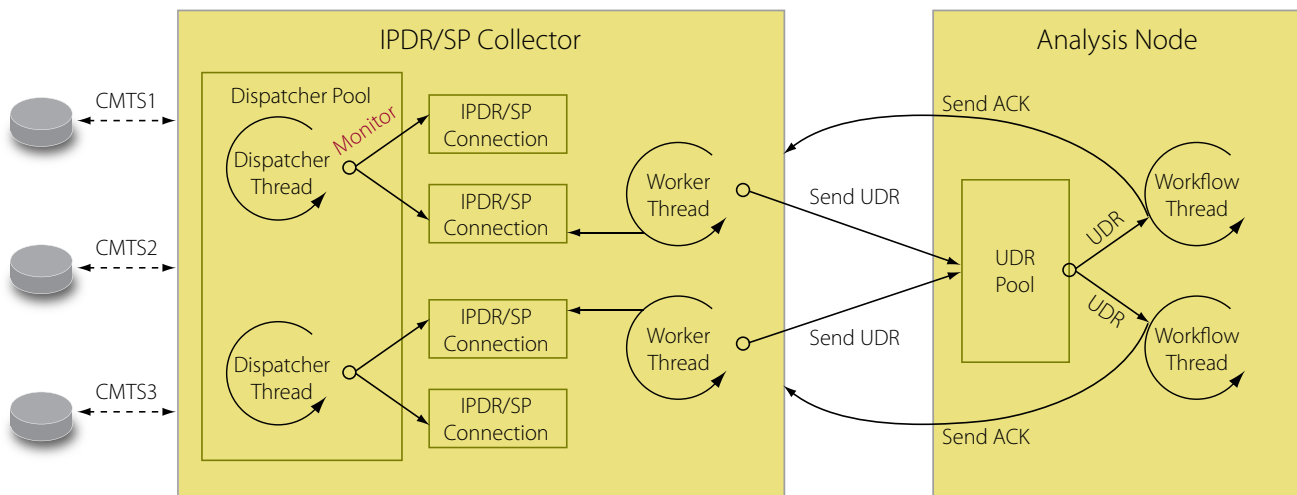 IPDR/SP Collector
Analysis Node
CMTS1
CMTS2
CMTS3
Dispatcher Pool
Dispatcher
Thread
Monitor
IPDR/SP
Connection
IPDR/SP
Connection
Dispatcher
Thread
IPDR/SP
Connection
IPDR/SP
Connection
Worker
Thread
Worker
Thread
Send ACK
Send UDR
Send UDR
Send ACK
UDR
Pool
UDR
UDR
Workflow
Thread
Workflow
Thread